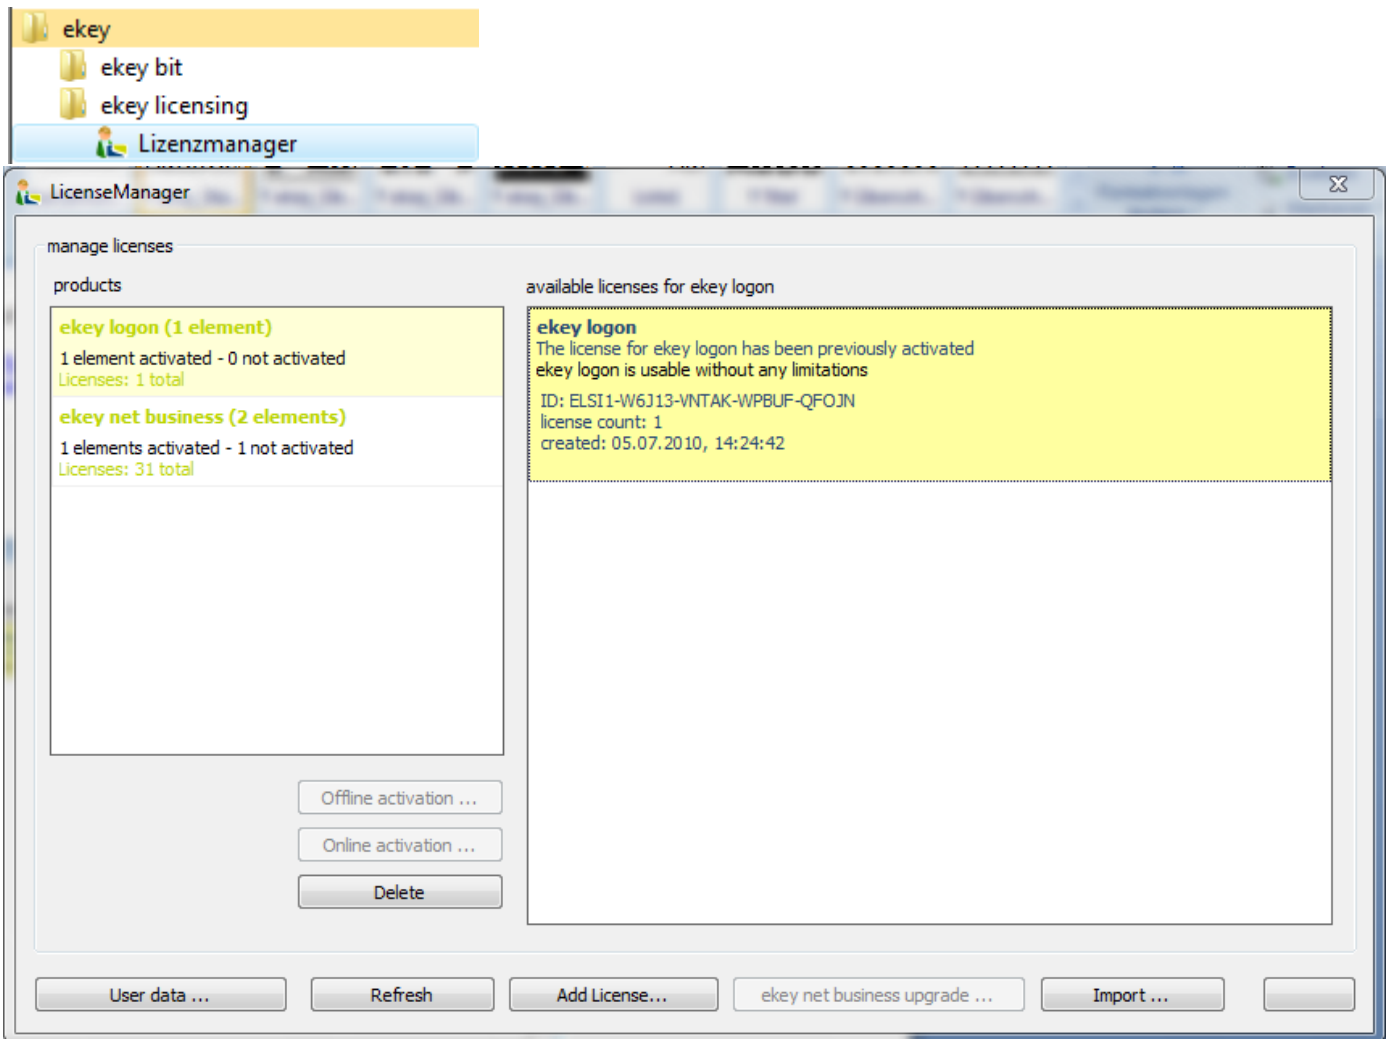 ekey
ekey bit
ekey licensing
Lizenzmanager
LicenseManager
manage licenses
products
available licenses for ekey logon
ekey logon (1 element)
1 element activated - 0 not activated
Licenses: 1 total
ekey net business (2 elements)
1 elements activated - 1 not activated
Licenses: 31 total
ekey logon
The license for ekey logon has been previously activated
ekey logon is usable without any limitations
ID: ELSI1-W6J13-VNTAK-WPBUF-QFOJN
license count: 1
created: 05.07.2010, 14:24:42
Offline activation ...
Online activation ...
Delete
User data ...
Refresh
Add License...
ekey net business upgrade ...
Import ...